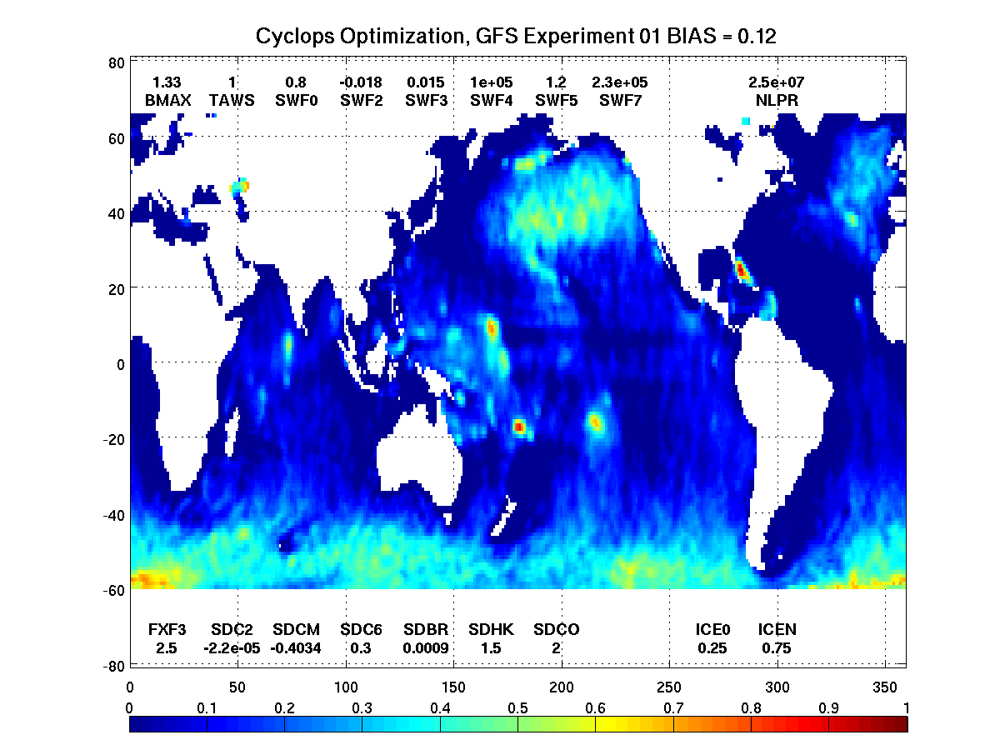 Cyclops Optimization, GFS Experiment 01 BIAS = 0.12
80
1.33 1 0.8 -0.018 0.015 1e+05 1.2 2.3e+05 2.5e+07
BMAX TAWS SWF0 SWF2 SWF3 SWF4 SWF5 SWF7 NLPR
60
40
20
0
-20
-40
-60
FXF3 SDC2 SDCM SDC6 SDBR SDHK SDCO ICE0 ICEN
2.5 -2.2e-05 -0.4034 0.3 0.0009 1.5 2 0.25 0.75
-80
0 50 100 150 200 250 300 350
0 0.1 0.2 0.3 0.4 0.5 0.6 0.7 0.8 0.9 1